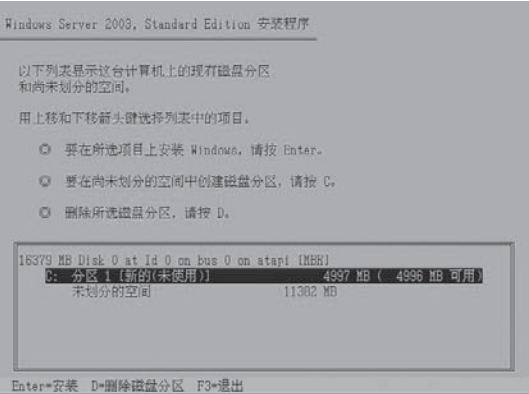 Windows Server 2003, Standard Edition 安装程序
以下列表显示这台计算机上的现有磁盘分区
和尚未划分的空间。
用上移和下移箭头键选择列表中的项目。
要在所选项目上安装 Windows，请按 Enter。
要在尚未划分的空间中创建磁盘分区，请按 C。
删除所选磁盘分区，请按 D。
16379 MB Disk 0 at Id 0 on bus 0 on atapi [MBR]
C: 分区 1 [新的(未使用)] 4997 MB ( 4996 MB 可用)
未划分的空间 11382 MB
Enter=安装 D=删除磁盘分区 F3=退出